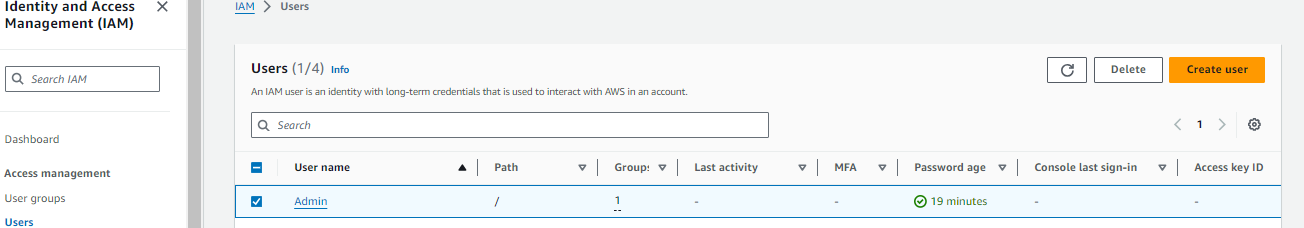 Identity and Access
Management (IAM)
Search IAM
Dashboard
Access management
User groups
Users
IAM > Users
Users (1/4) Info
Delete
Create user
An IAM user is an identity with long-term credentials that is used to interact with AWS in an account.
Search
1
User name Path Group: Last activity MFA Password age Console last sign-in Access key ID
Admin / 1 - - 19 minutes - -